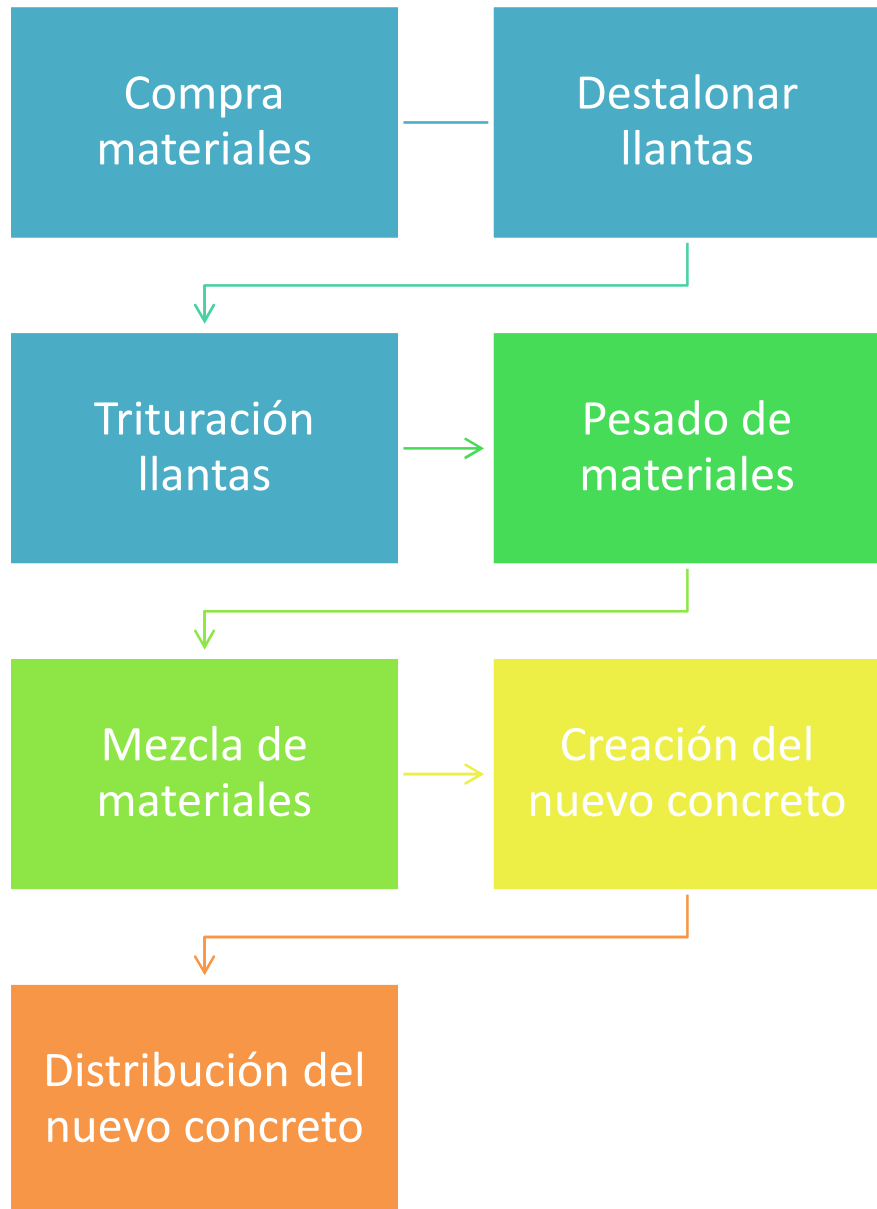 Compra
materiales
Destalonar
llantas
Trituración
llantas
Pesado de
materiales
Mezcla de
materiales
Creación del
nuevo concreto
Distribución del
nuevo concreto